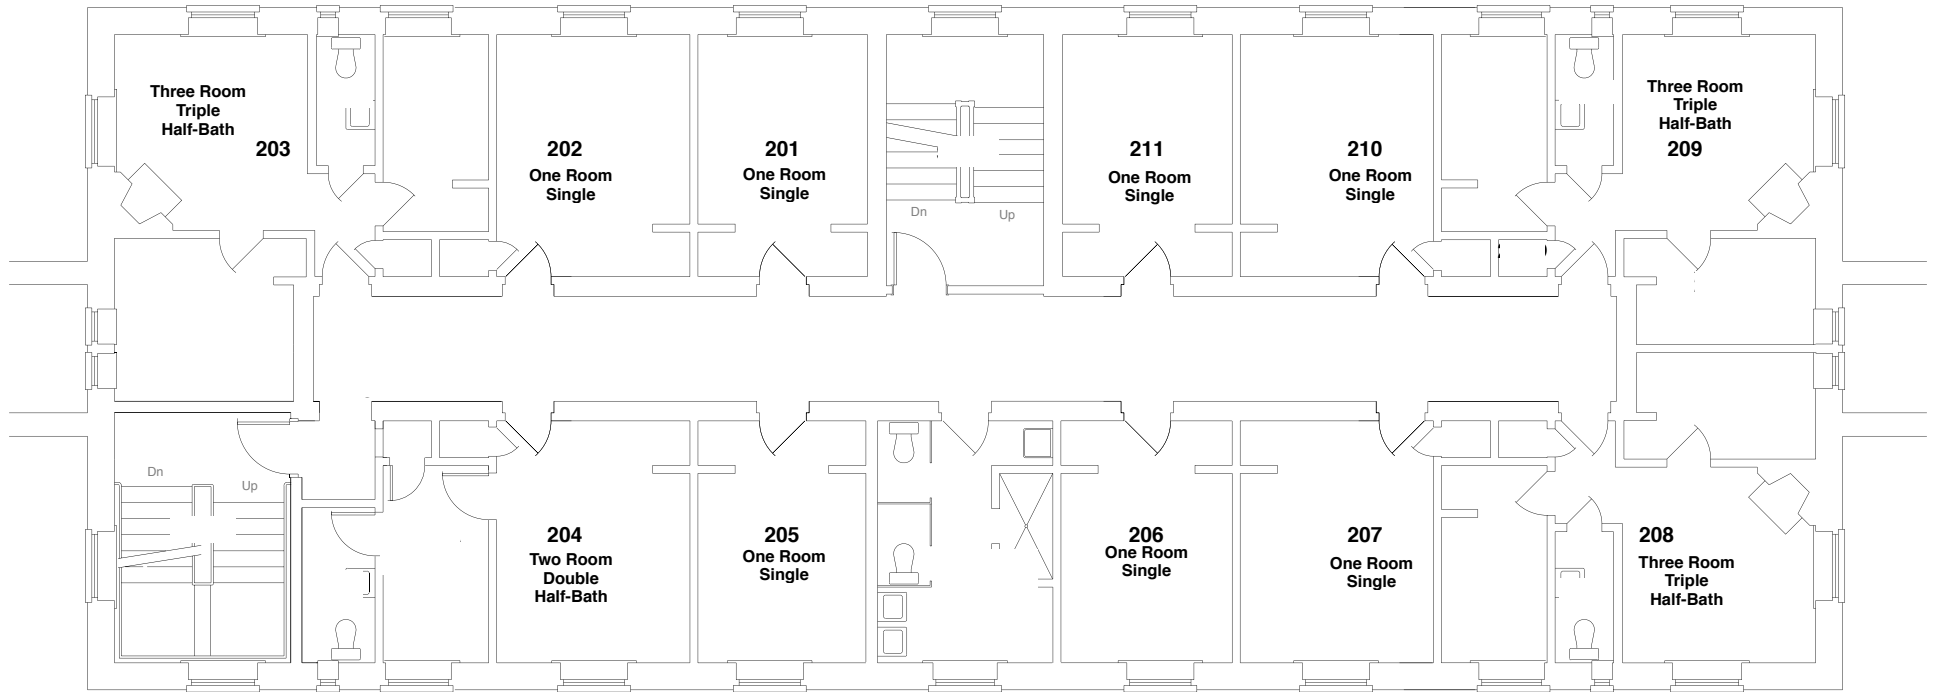 Three Room
Triple
Half-Bath
203
202
One Room
Single
201
One Room
Single
Dn
Up
211
One Room
Single
210
One Room
Single
Three Room
Triple
Half-Bath
209
Dn
Up
204
Two Room
Double
Half-Bath
205
One Room
Single
206
One Room
Single
207
One Room
Single
208
Three Room
Triple
Half-Bath